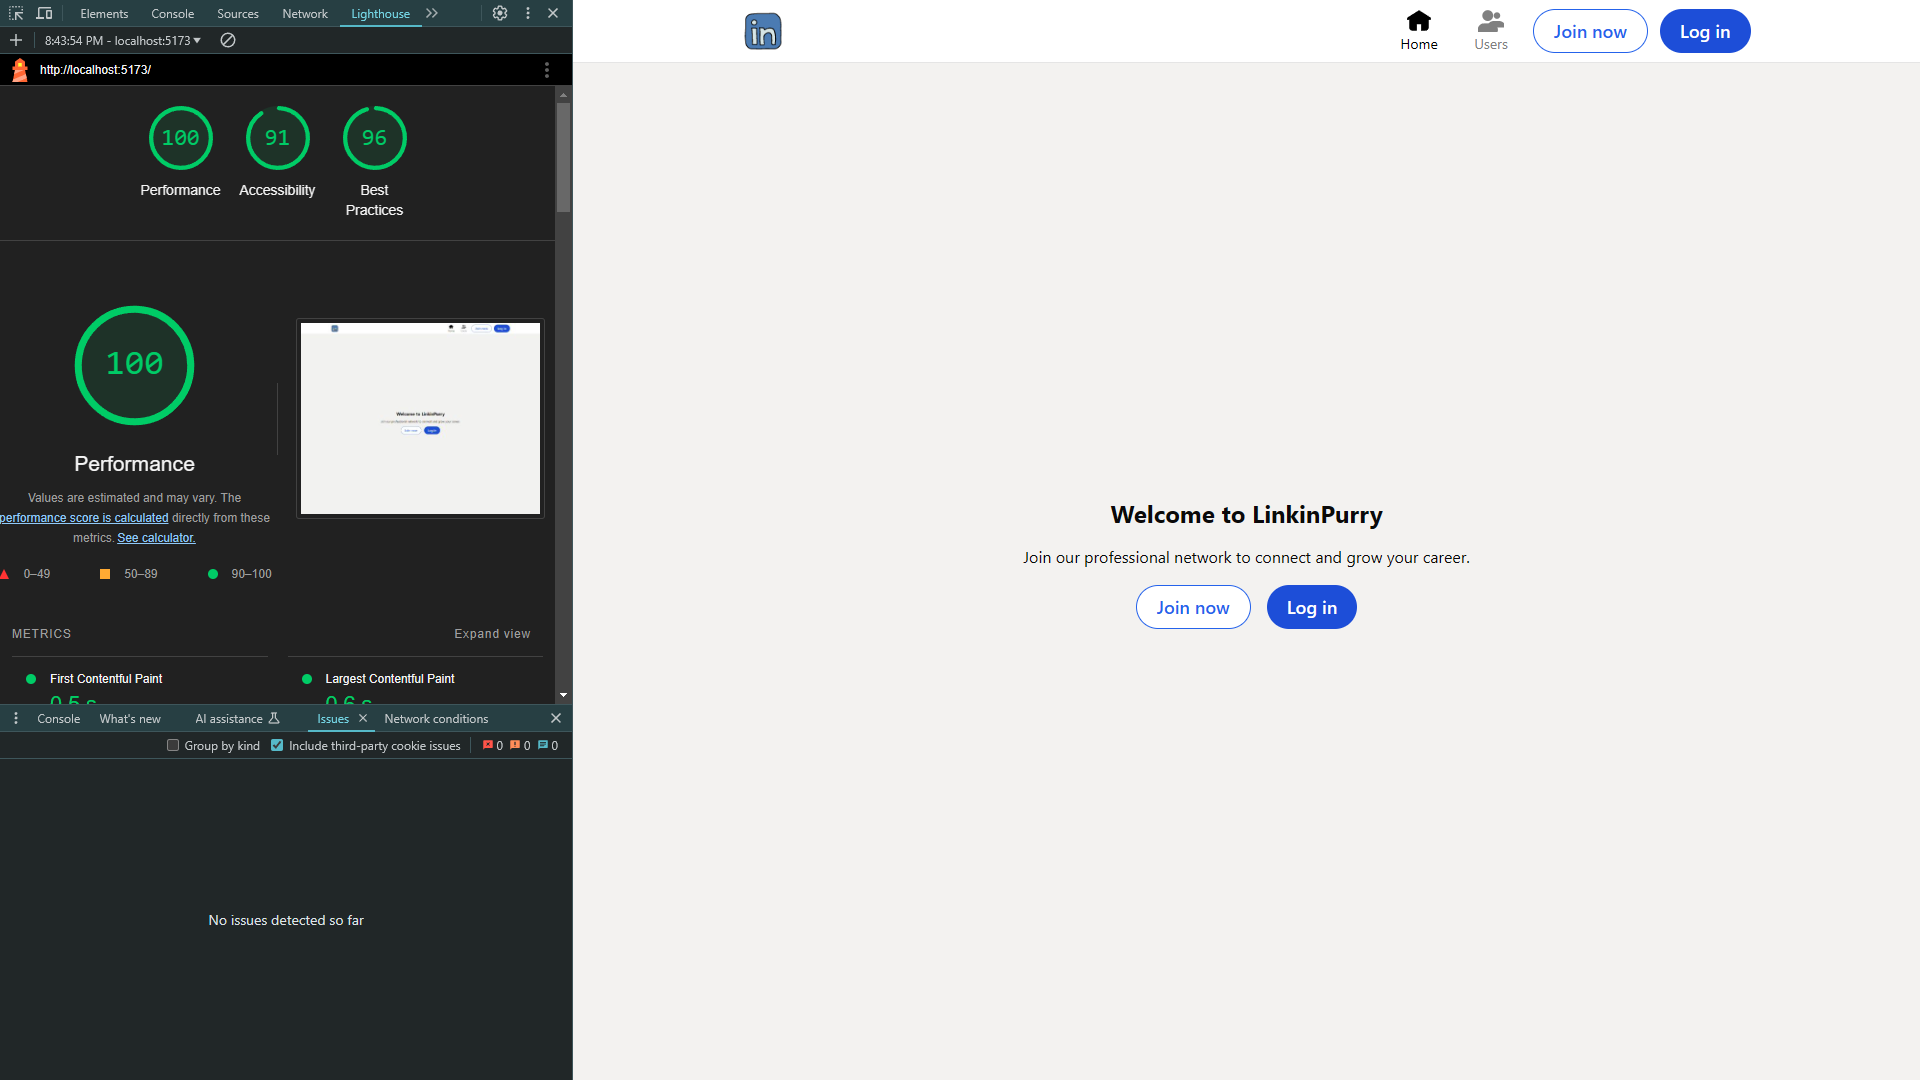 Elements Console Sources Network Lighthouse
8:43:54 PM - localhost:5173
http://localhost:5173/
100 91 96
Performance Accessibility Best Practices
100
Performance
Values are estimated and may vary. The
performance score is calculated directly from these
metrics. See calculator.
0–49 50–89 90–100
METRICS Expand view
First Contentful Paint Largest Contentful Paint
0.5 s 0.6 s
Console What's new AI assistance Issues Network conditions
Group by kind Include third-party cookie issues 0 0 0
No issues detected so far
in
Home Users Join now Log in
Welcome to LinkinPurry
Join our professional network to connect and grow your career.
Join now Log in